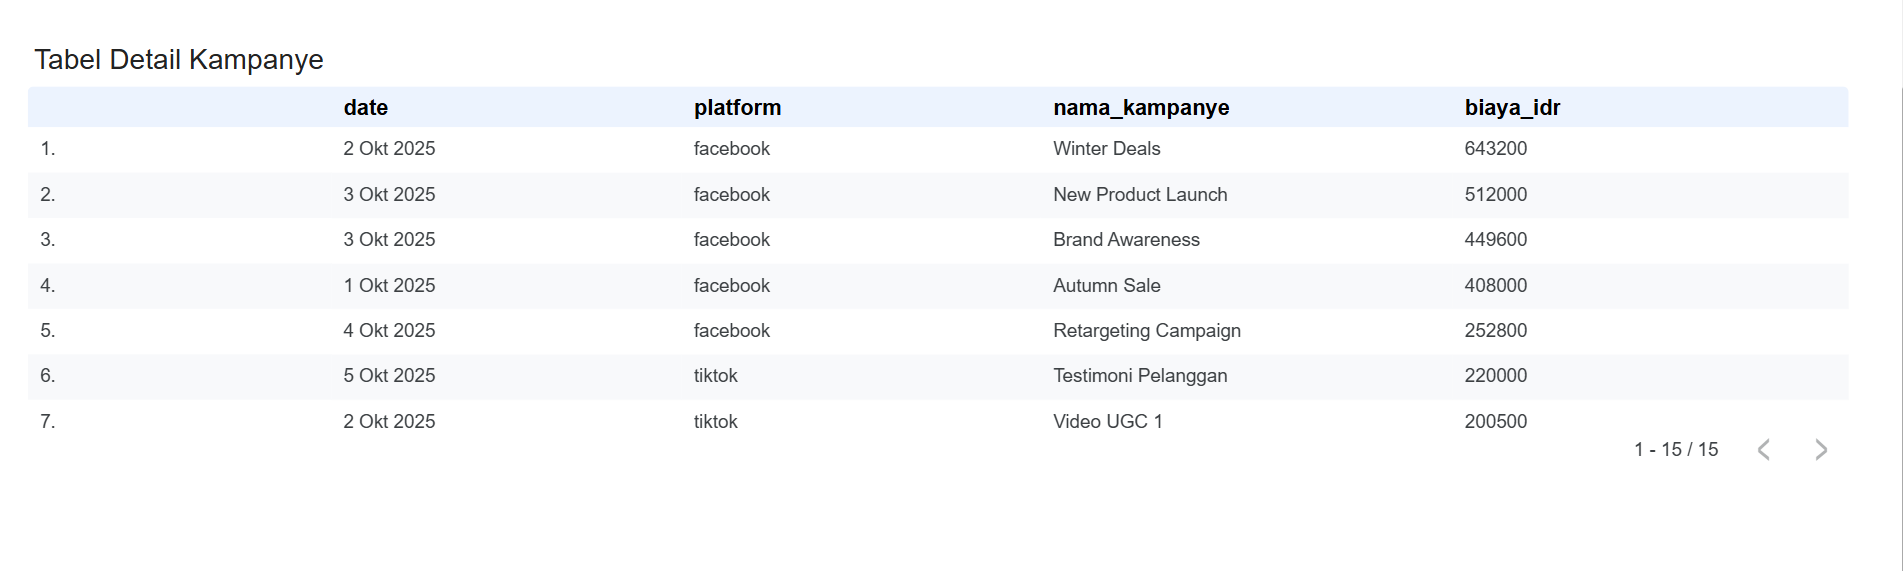 Tabel Detail Kampanye
date platform nama_kampanye biaya_idr
1. 2 Okt 2025 facebook Winter Deals 643200
2. 3 Okt 2025 facebook New Product Launch 512000
3. 3 Okt 2025 facebook Brand Awareness 449600
4. 1 Okt 2025 facebook Autumn Sale 408000
5. 4 Okt 2025 facebook Retargeting Campaign 252800
6. 5 Okt 2025 tiktok Testimoni Pelanggan 220000
7. 2 Okt 2025 tiktok Video UGC 1 200500
1 - 15 / 15